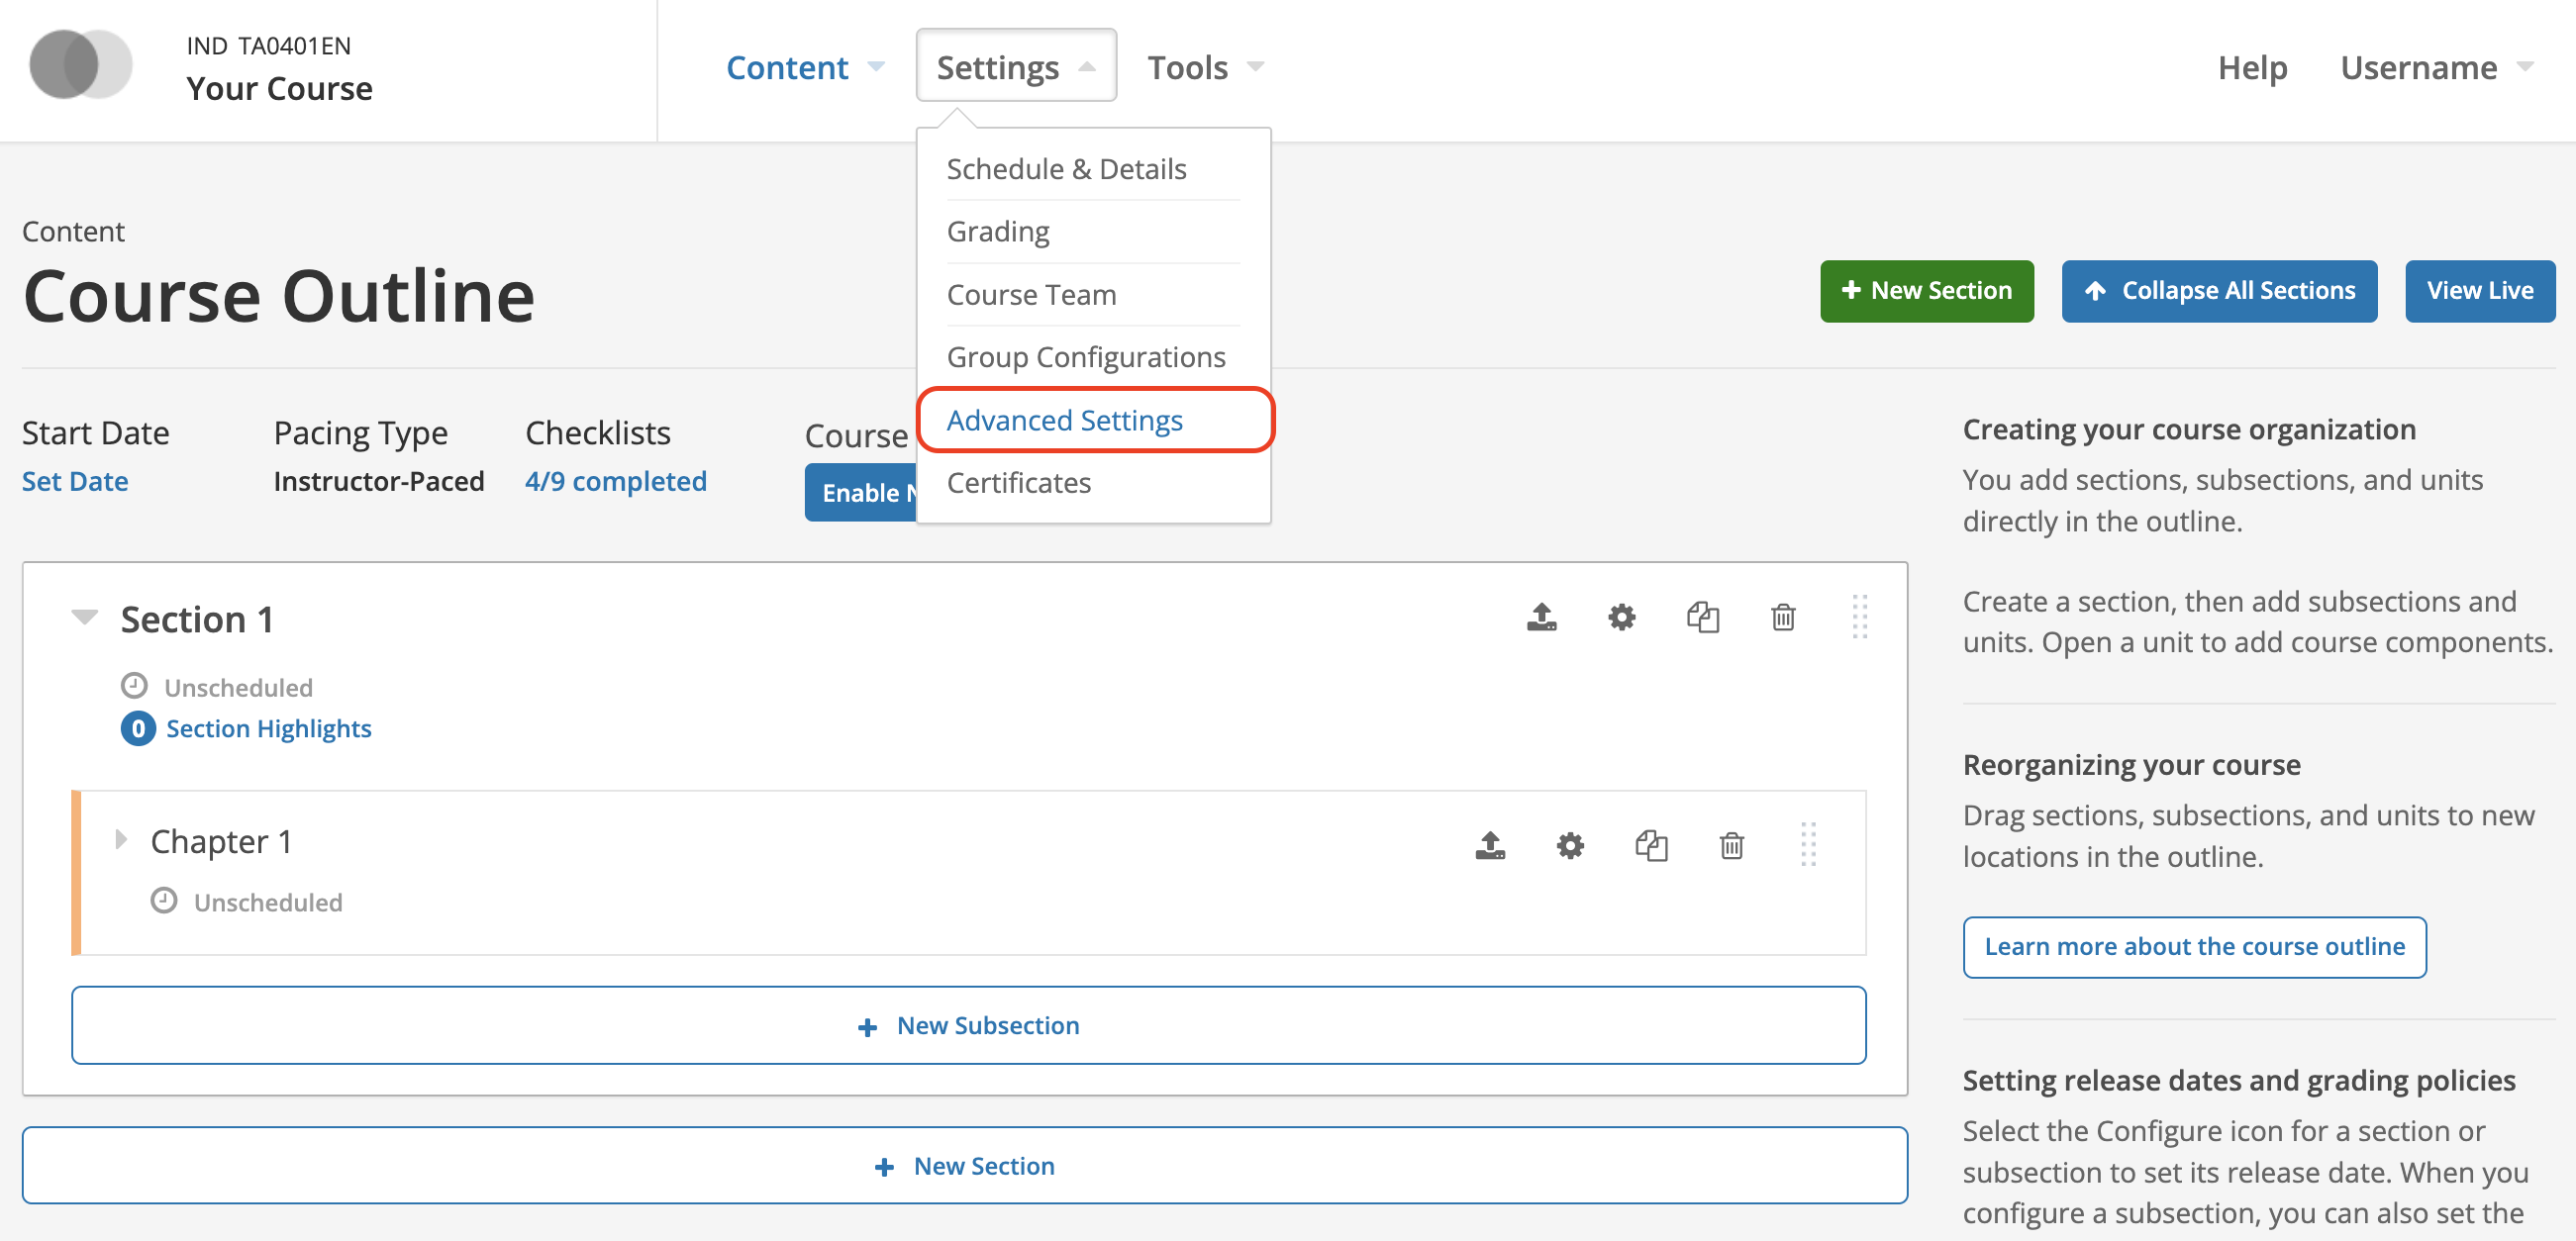 IND TA0401EN
Your Course
Content
Settings
Tools
Help
Username
Schedule & Details
Grading
Course Team
Group Configurations
Advanced Settings
Certificates
Content
Course Outline
+ New Section
Collapse All Sections
View Live
Start Date
Set Date
Pacing Type
Instructor-Paced
Checklists
4/9 completed
Course
Enable
Section 1
Unscheduled
0 Section Highlights
Chapter 1
Unscheduled
+ New Subsection
+ New Section
Creating your course organization
You add sections, subsections, and units
directly in the outline.
Create a section, then add subsections and
units. Open a unit to add course components.
Reorganizing your course
Drag sections, subsections, and units to new
locations in the outline.
Learn more about the course outline
Setting release dates and grading policies
Select the Configure icon for a section or
subsection to set its release date. When you
configure a subsection, you can also set the